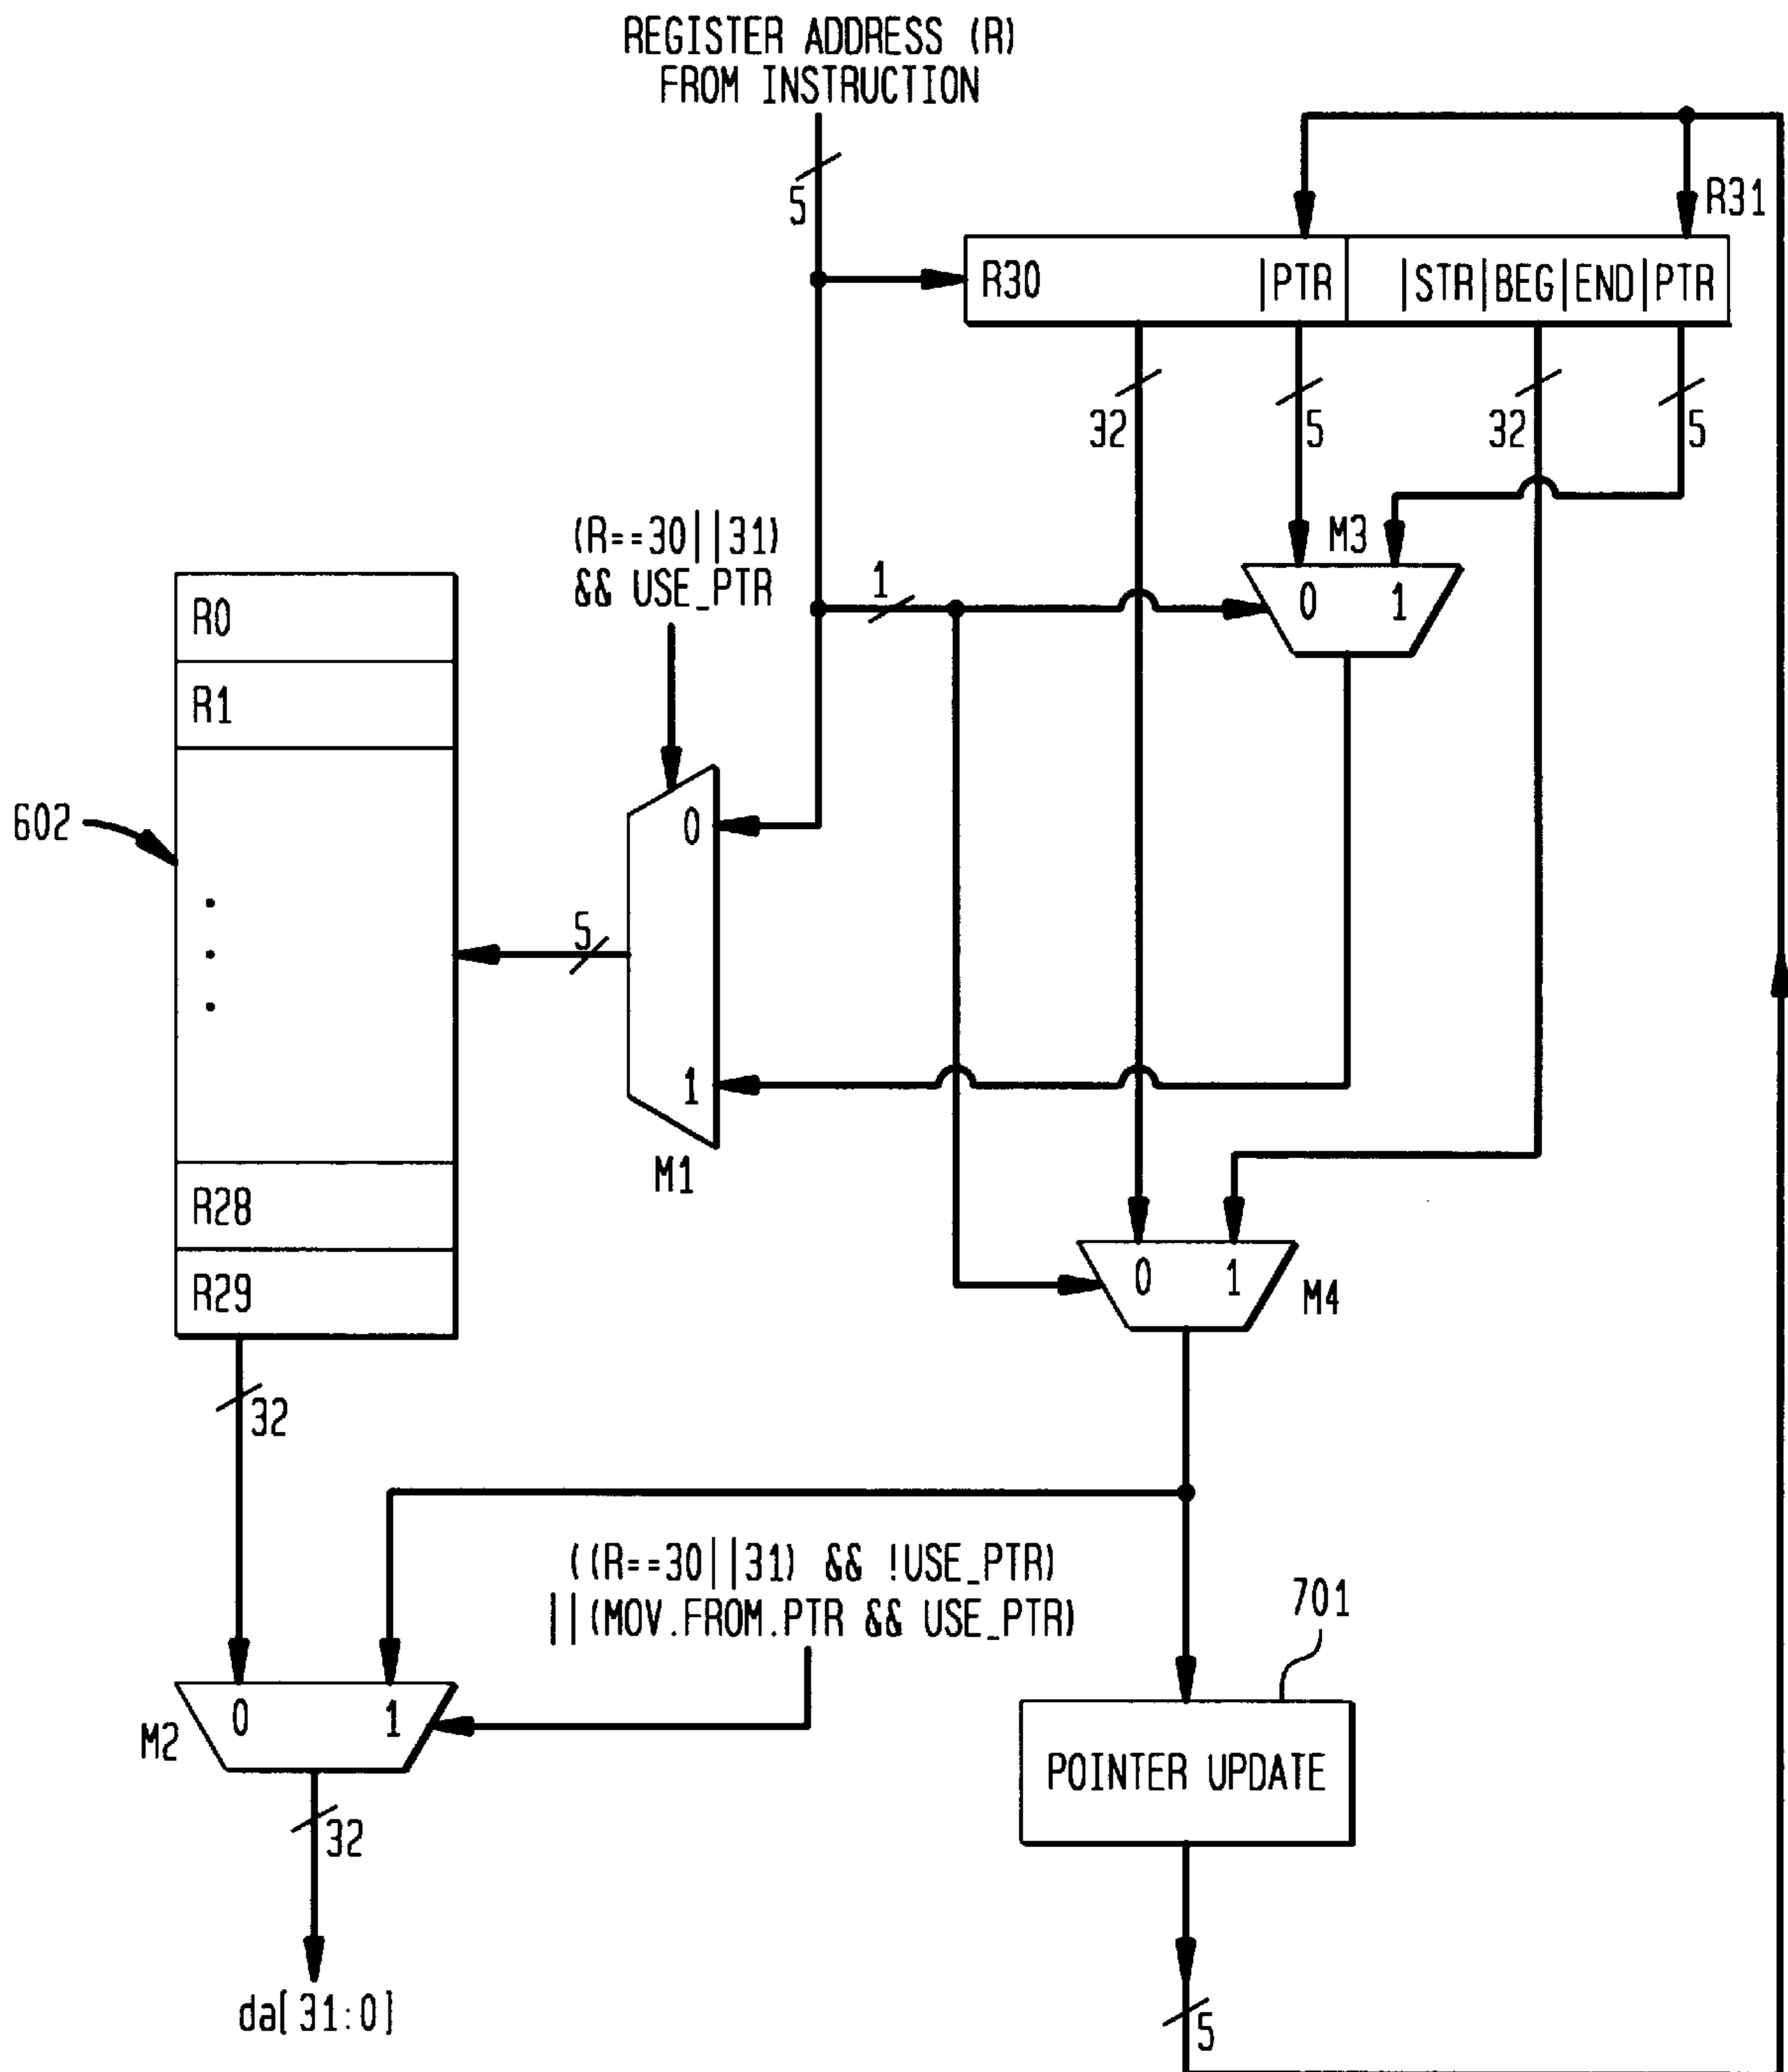 REGISTER ADDRESS (R)
FROM INSTRUCTION
5
R31
R30 |PTR |STR|BEG|END|PTR
32
5
32
5
(R==30||31)
&& USE_PTR
M3
1
0 1
R0
R1
0
602
5
1
M1
R28
R29
0 1
M4
32
((R==30||31) && !USE_PTR)
||(MOV.FROM.PTR && USE_PTR)
701
0 1
M2
POINTER UPDATE
32
da[31:0]
5